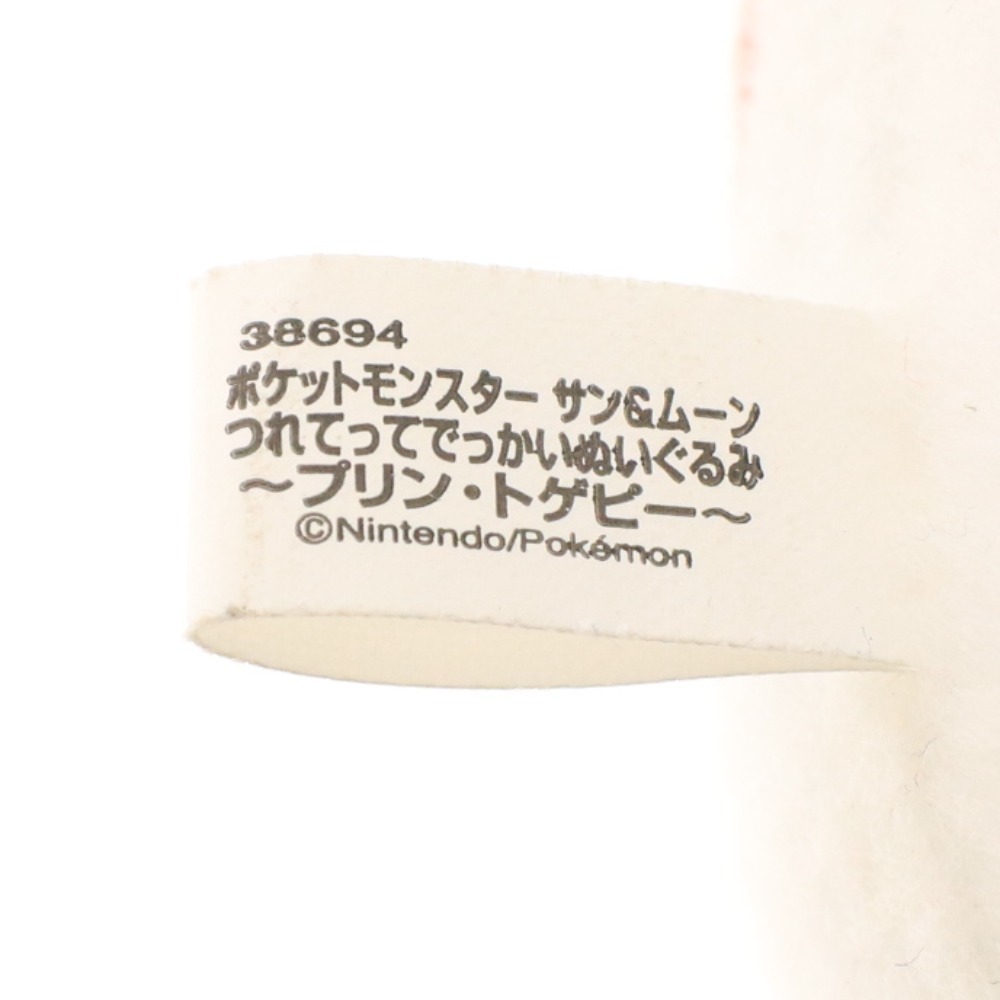 38694
ポケットモンスター サン&ムーン
つれてってでっかいぬいぐるみ
～プリン・トゲピー～
©Nintendo/Pokémon